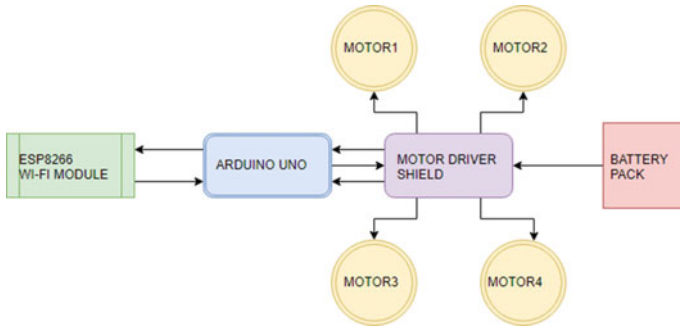 MOTOR1
MOTOR2
ESP8266
WI-FI MODULE
ARDUINO UNO
MOTOR DRIVER
SHIELD
BATTERY
PACK
MOTOR3
MOTOR4